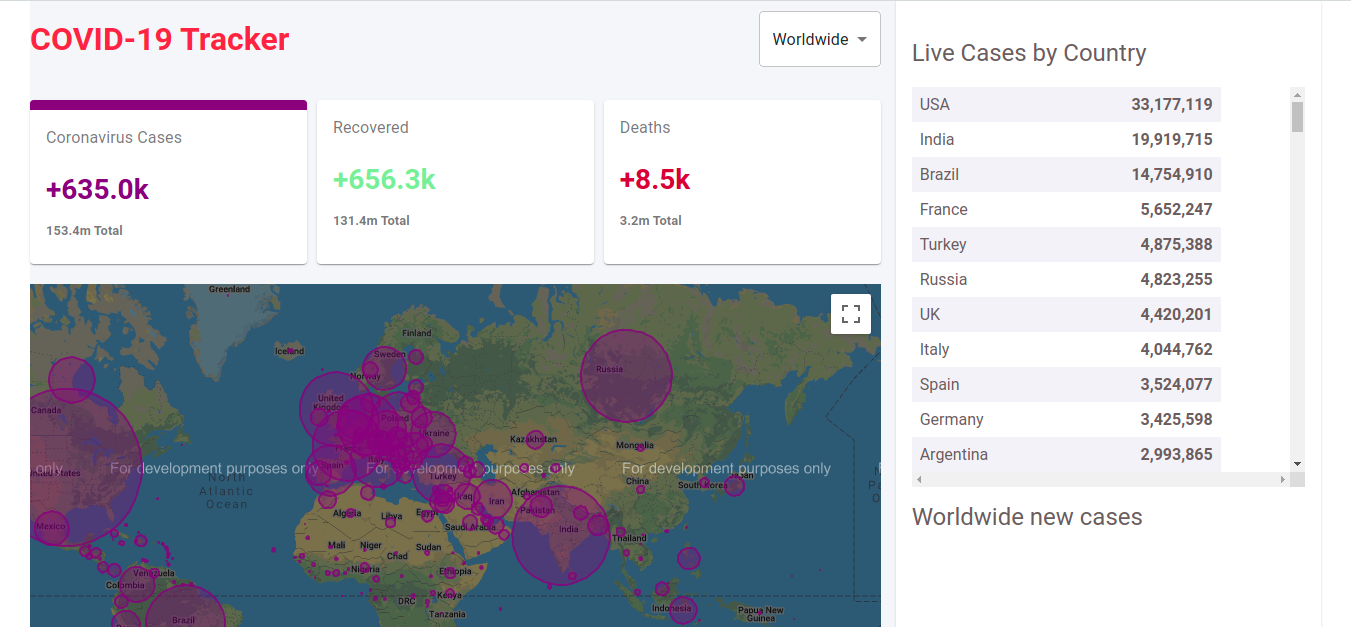 COVID-19 Tracker
Worldwide
Coronavirus Cases
+635.0k
153.4m Total
Recovered
+656.3k
131.4m Total
Deaths
+8.5k
3.2m Total
Greenland
Iceland
Finland
Sweden
Norway
Russia
United
Kingdom
Canada
Poland
Ukraine
Kazakhstan
Mongolia
United States
Italy
Spain
Turkey
only
For development purposes only
For development purposes only
For development purposes only
North
Atlantic
Ocean
China
South Korea
Japan
Iraq
Iran
Afghanistan
Pakistan
Algeria
Libya
Egypt
Saudi Arabia
India
Mexico
Mali
Niger
Chad
Sudan
Thailand
Nigeria
Ethiopia
Venezuela
Colombia
DRC
Kenya
Tanzania
Indonesia
Papua New
Guinea
Brazil
Live Cases by Country
USA 33,177,119
India 19,919,715
Brazil 14,754,910
France 5,652,247
Turkey 4,875,388
Russia 4,823,255
UK 4,420,201
Italy 4,044,762
Spain 3,524,077
Germany 3,425,598
Argentina 2,993,865
Worldwide new cases